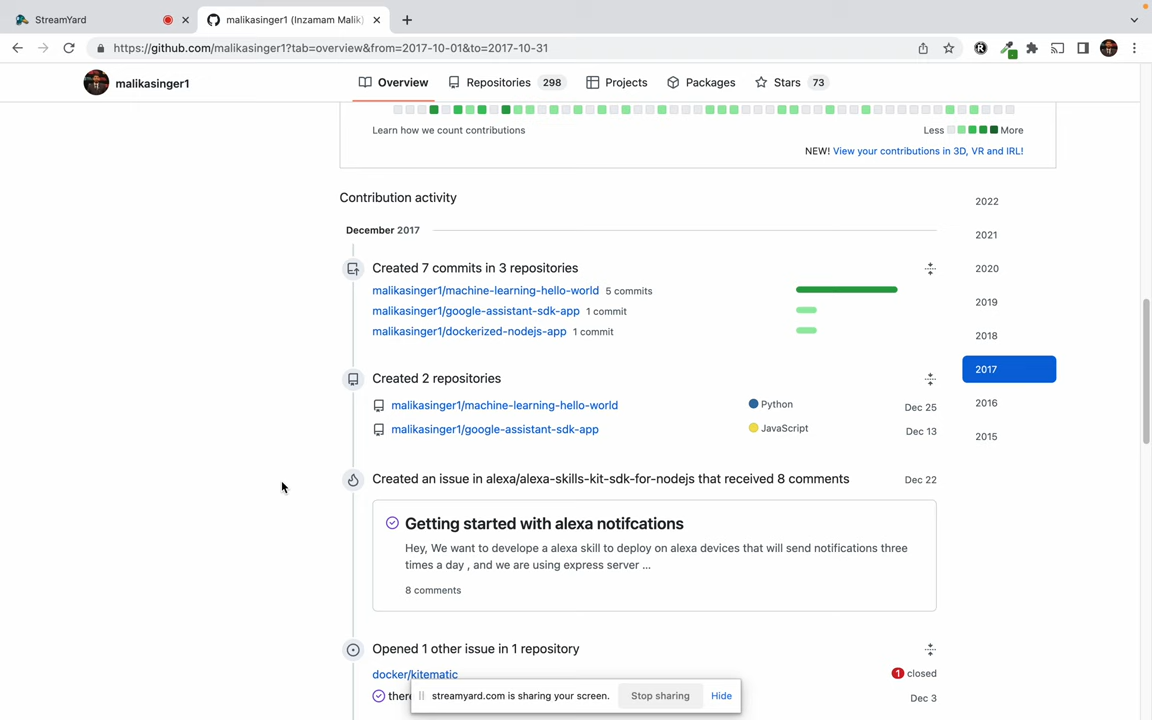 StreamYard
malikasinger1 (Inzamam Malik)
https://github.com/malikasinger1?tab=overview&from=2017-10-01&to=2017-10-31
malikasinger1
Overview
Repositories 298
Projects
Packages
Stars 73
Learn how we count contributions
Less
More
NEW! View your contributions in 3D, VR and IRL!
Contribution activity
2022
2021
2020
2019
2018
2017
2016
2015
December 2017
Created 7 commits in 3 repositories
malikasinger1/machine-learning-hello-world 5 commits
malikasinger1/google-assistant-sdk-app 1 commit
malikasinger1/dockerized-nodejs-app 1 commit
Created 2 repositories
malikasinger1/machine-learning-hello-world Python Dec 25
malikasinger1/google-assistant-sdk-app JavaScript Dec 13
Created an issue in alexa/alexa-skills-kit-sdk-for-nodejs that received 8 comments Dec 22
Getting started with alexa notifcations
Hey, We want to develope a alexa skill to deploy on alexa devices that will send notifications three
times a day , and we are using express server ...
8 comments
Opened 1 other issue in 1 repository
docker/kitematic 1 closed
Dec 3
streamyard.com is sharing your screen. Stop sharing Hide